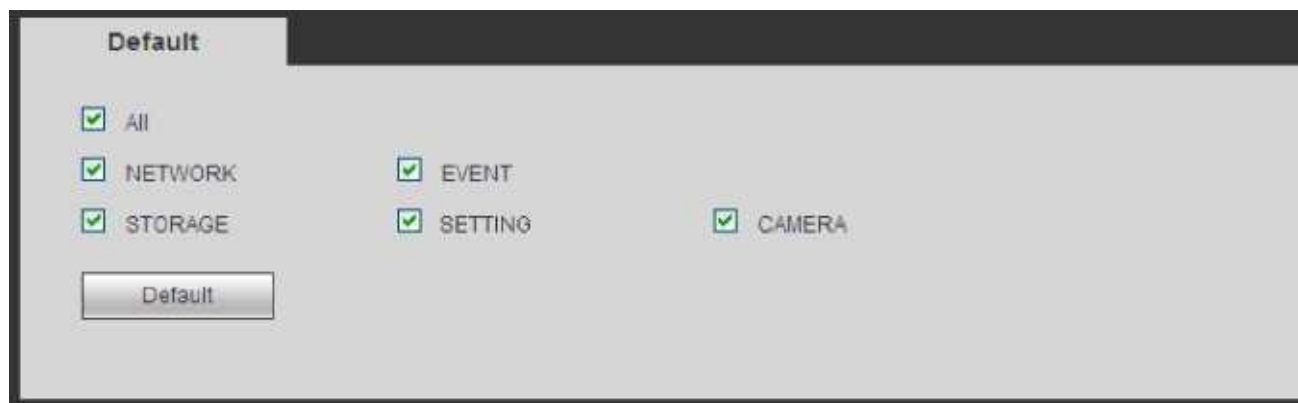 Default
All
NETWORK EVENT
STORAGE SETTING CAMERA
Default